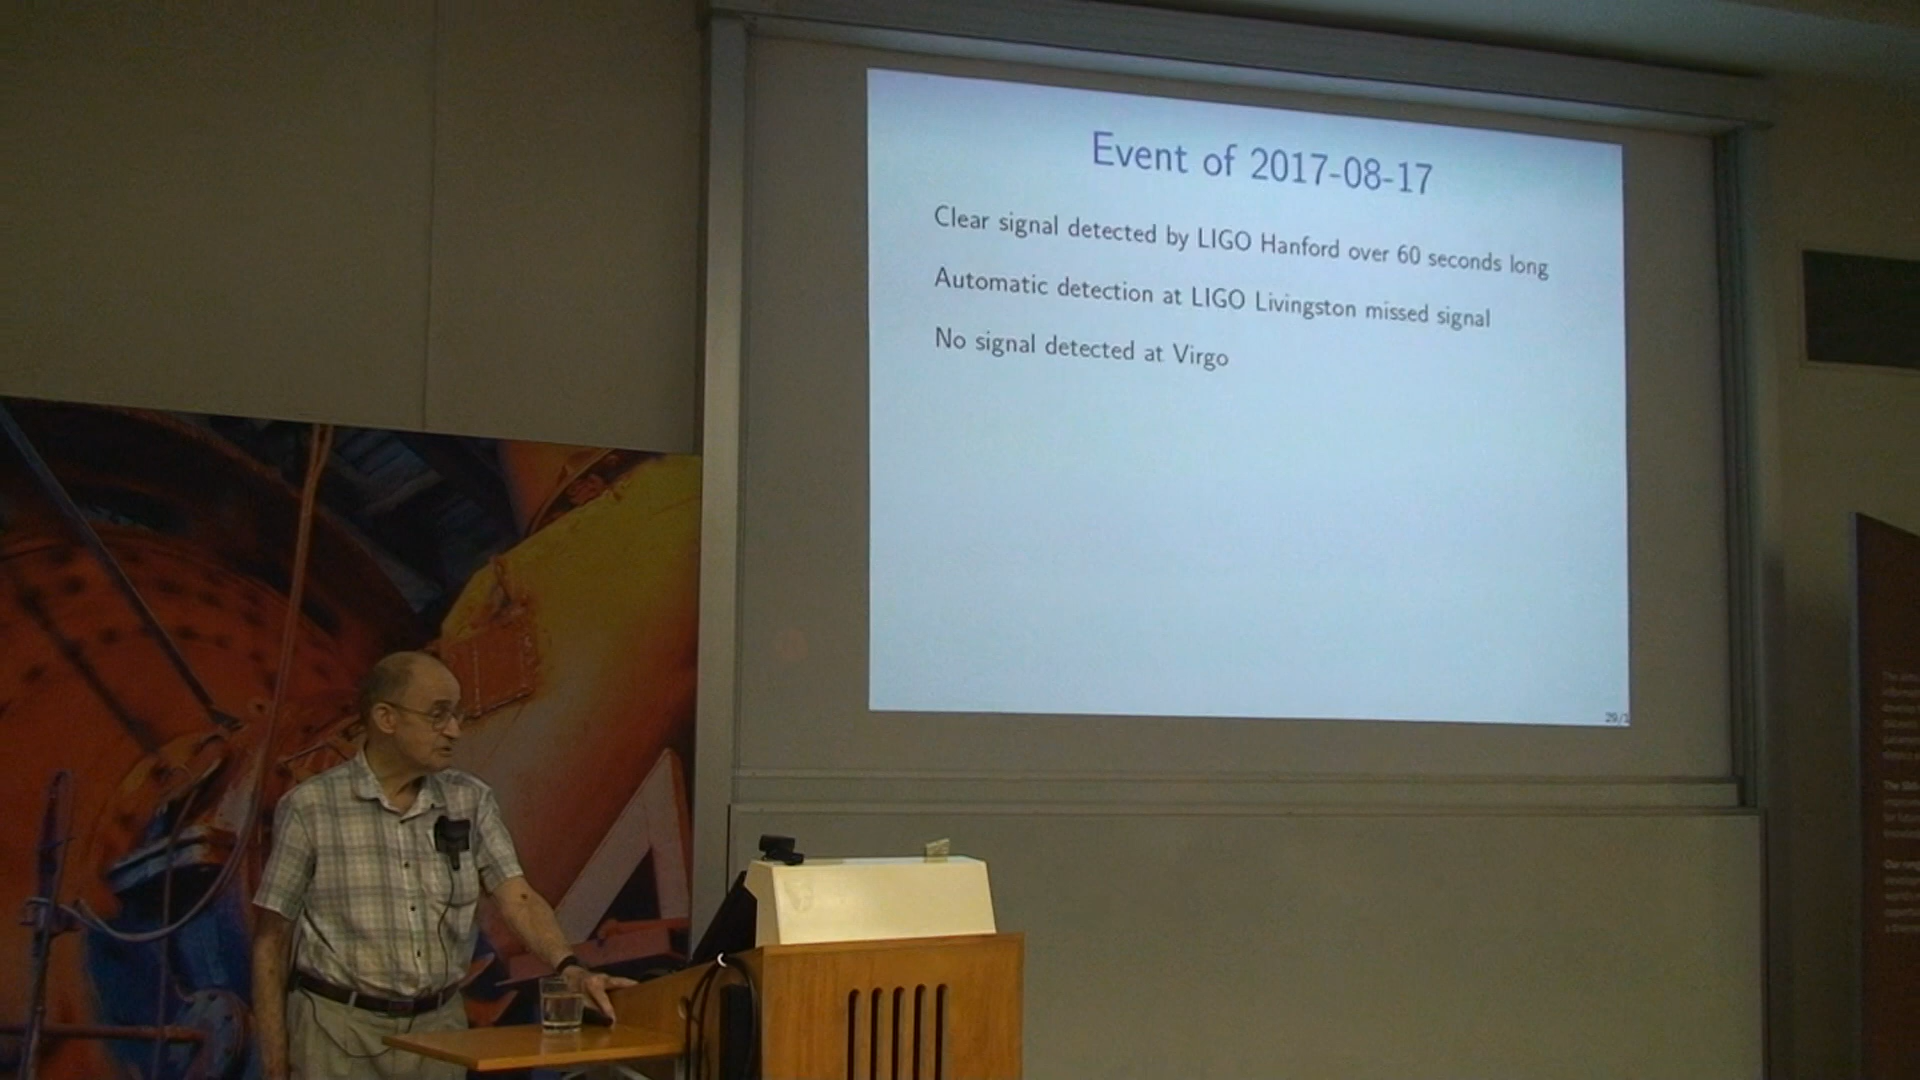 Event of 2017-08-17
Clear signal detected by LIGO Hanford over 60 seconds long
Automatic detection at LIGO Livingston missed signal
No signal detected at Virgo